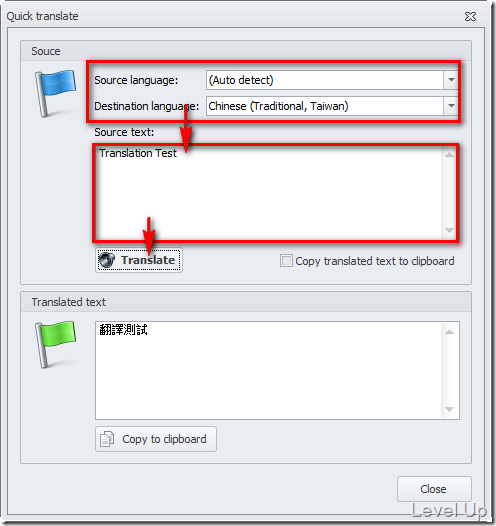 Quick translate
Souce
Source language: (Auto detect)
Destination language: Chinese (Traditional, Taiwan)
Source text:
Translation Test
Translate Copy translated text to clipboard
Translated text
翻譯測試
Copy to clipboard
Close
Level Up